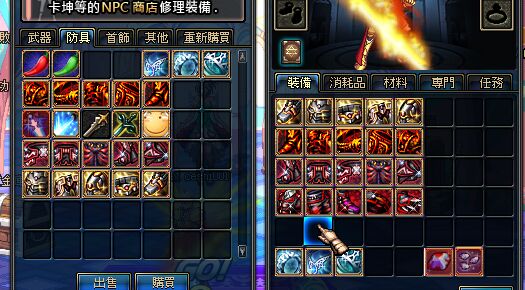 卡坤等的NPC 商店修理裝備 .
武器 防具 首飾 其他 重新購買
裝備 消耗品 材料 專門 任務
GO!
出售 購買